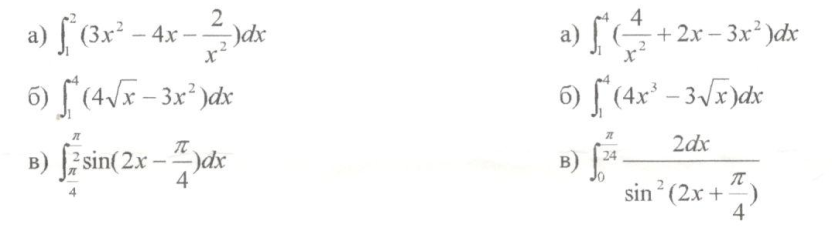 а) ∫₁² (3x² − 4x − 2/x²)dx
б) ∫₁⁴ (4√x − 3x²)dx
в) ∫_{π/4}^{π/2} sin(2x − π/4)dx
а) ∫₁⁴ (4/x² + 2x − 3x²)dx
б) ∫₁⁴ (4x³ − 3√x)dx
в) ∫₀^{π/24} 2dx / sin²(2x + π/4)